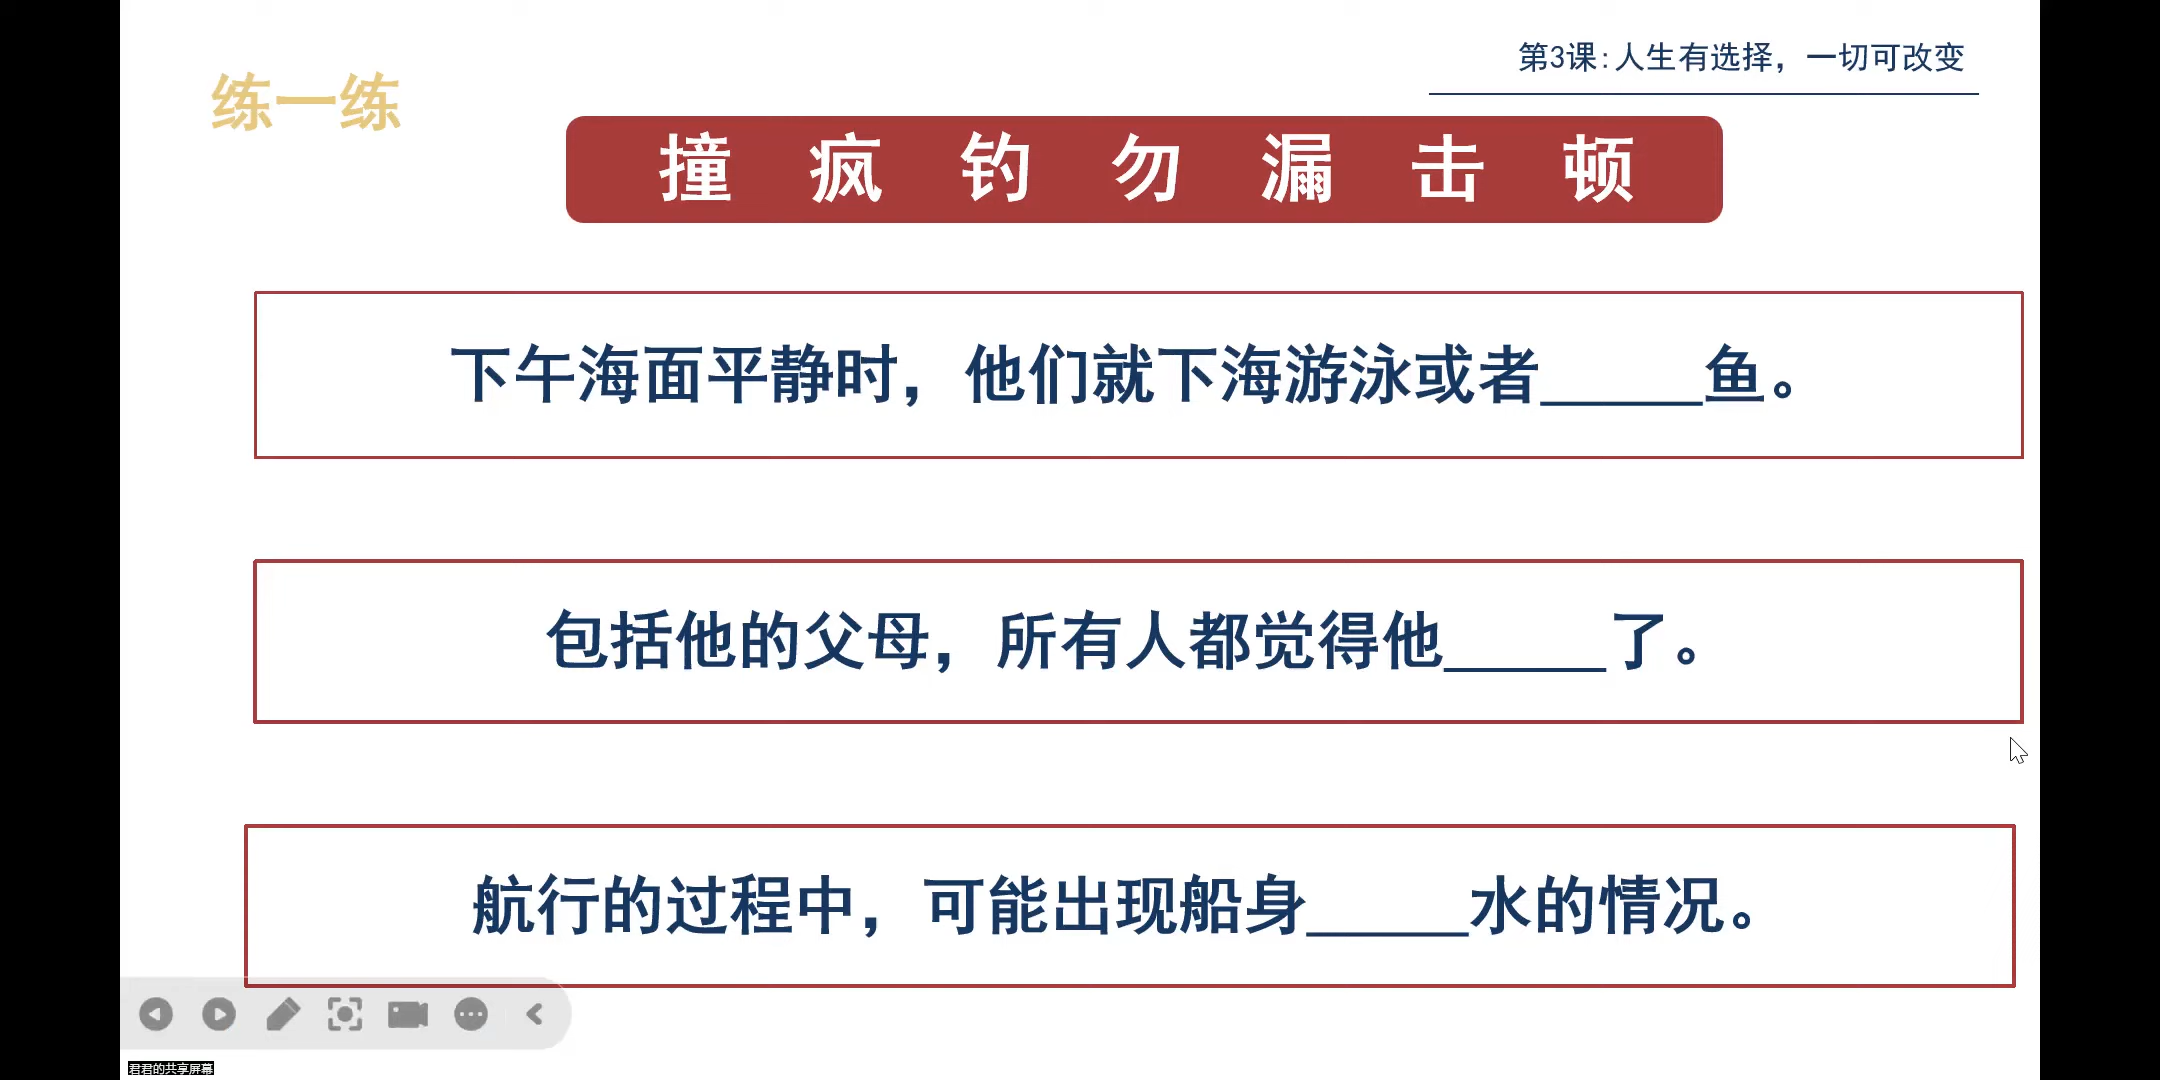 第3课:人生有选择，一切可改变
练一练
撞 疯 钓 勿 漏 击 顿
下午海面平静时，他们就下海游泳或者_____鱼。
包括他的父母，所有人都觉得他_____了。
航行的过程中，可能出现船身_____水的情况。
君君的共享屏幕